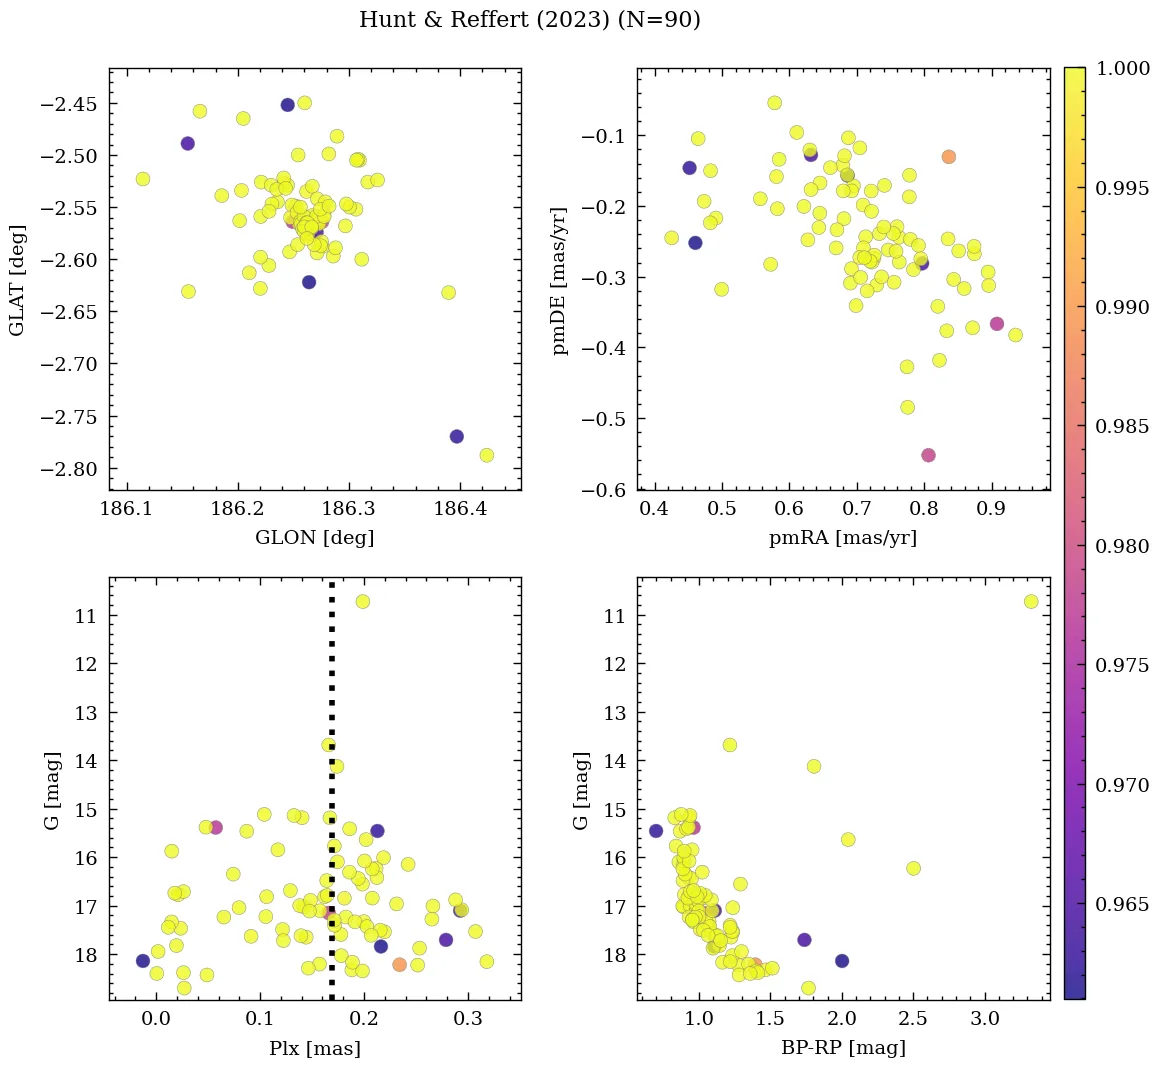 Hunt & Reffert (2023) (N=90)
−2.45
−2.50
−2.55
−2.60
−2.65
−2.70
−2.75
−2.80
GLAT [deg]
186.1 186.2 186.3 186.4
GLON [deg]
−0.1
−0.2
−0.3
−0.4
−0.5
−0.6
pmDE [mas/yr]
0.4 0.5 0.6 0.7 0.8 0.9
pmRA [mas/yr]
1.000
0.995
0.990
0.985
0.980
0.975
0.970
0.965
11
12
13
14
15
16
17
18
G [mag]
0.0 0.1 0.2 0.3
Plx [mas]
11
12
13
14
15
16
17
18
G [mag]
1.0 1.5 2.0 2.5 3.0
BP-RP [mag]